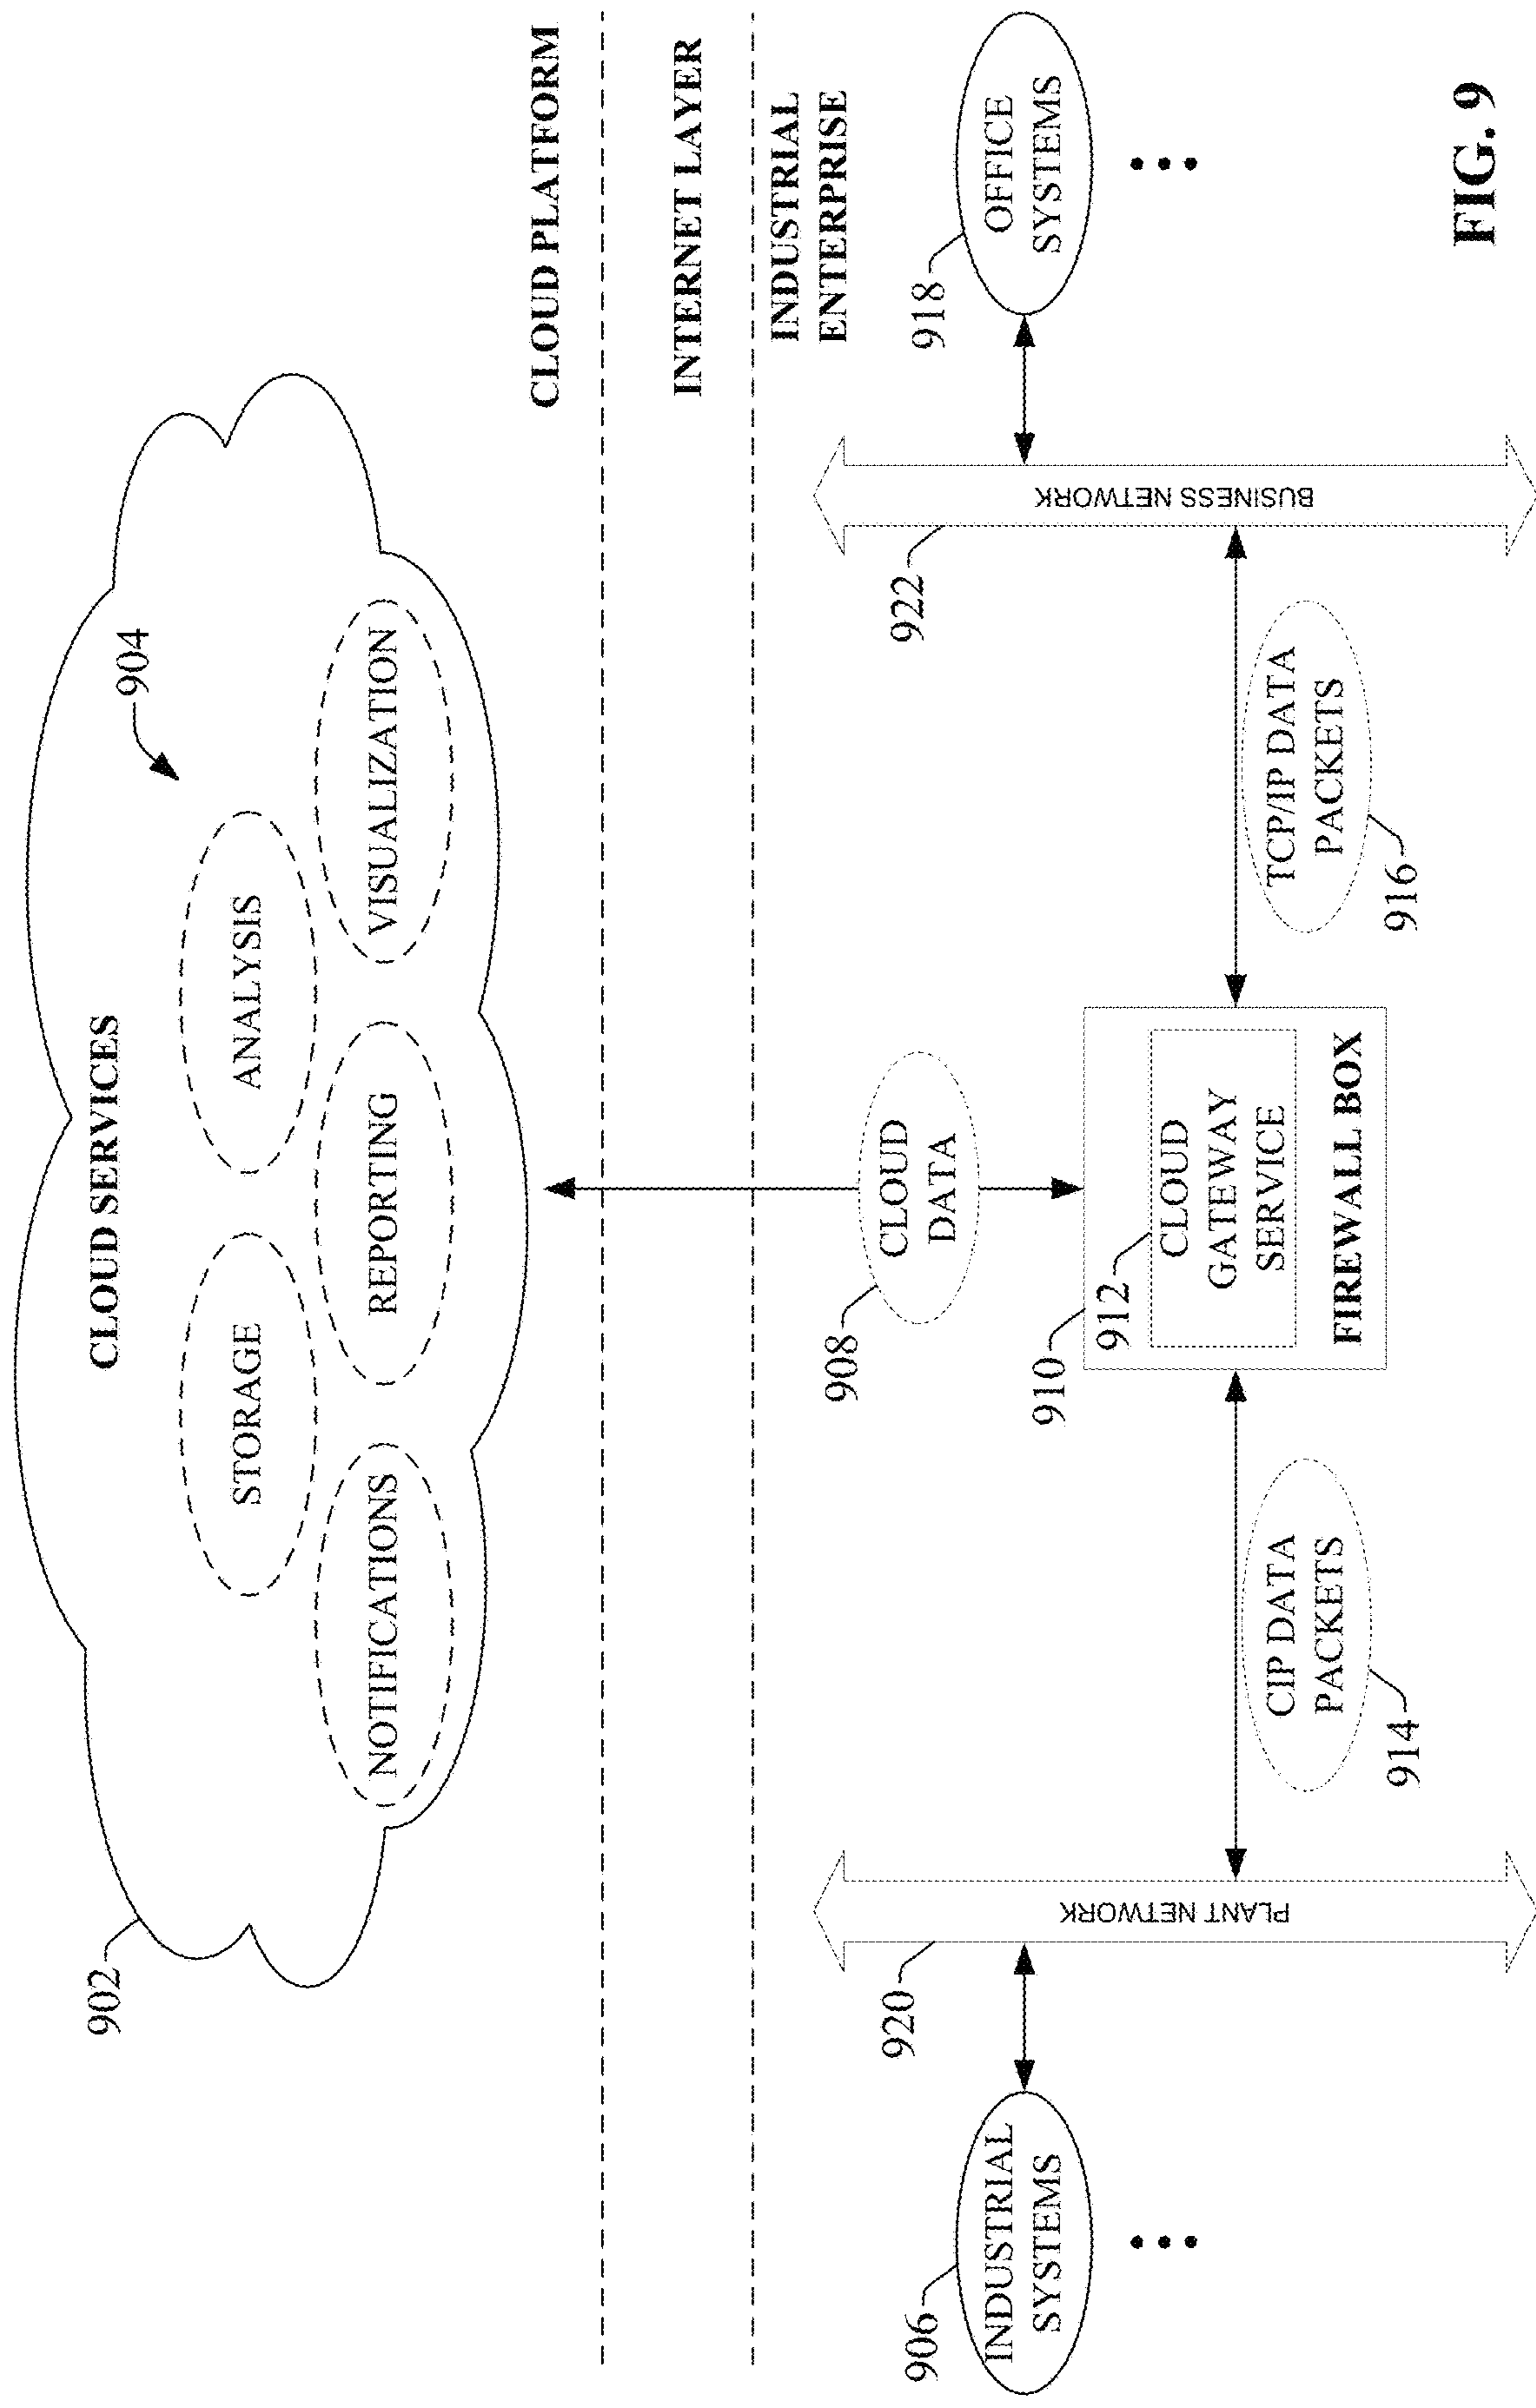 902
CLOUD SERVICES
904
STORAGE
ANALYSIS
NOTIFICATIONS
REPORTING
VISUALIZATION
CLOUD PLATFORM
INTERNET LAYER
INDUSTRIAL
ENTERPRISE
908
CLOUD
DATA
906
INDUSTRIAL
SYSTEMS
920
PLANT NETWORK
910
912
CLOUD
GATEWAY
SERVICE
FIREWALL BOX
922
BUSINESS NETWORK
918
OFFICE
SYSTEMS
CIP DATA
PACKETS
914
TCP/IP DATA
PACKETS
916
FIG. 9